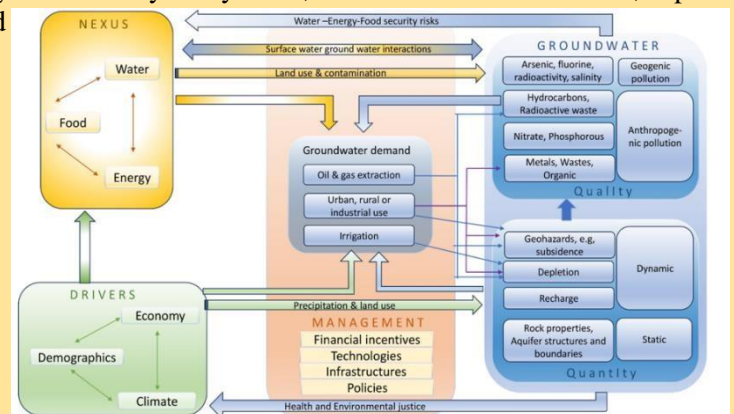 NEXUS
Water
Food
Energy
DRIVERS
Economy
Demographics
Climate
Water –Energy-Food security risks
Surface water ground water interactions
Land use & contamination
Groundwater demand
Oil & gas extraction
Urban, rural or
industrial use
Irrigation
Precipitation & land use
MANAGEMENT
Financial incentives
Technologies
Infrastructures
Policies
Health and Environmental justice
GROUNDWATER
Arsenic, fluorine,
radioactivity, salinity
Geogenic
pollution
Hydrocarbons,
Radioactive waste
Nitrate, Phosphorous
Metals, Wastes,
Organic
Anthropoge-
nic pollution
Quality
Geohazards, e.g,
subsidence
Depletion
Recharge
Dynamic
Rock properties,
Aquifer structures and
boundaries
Static
Quantity